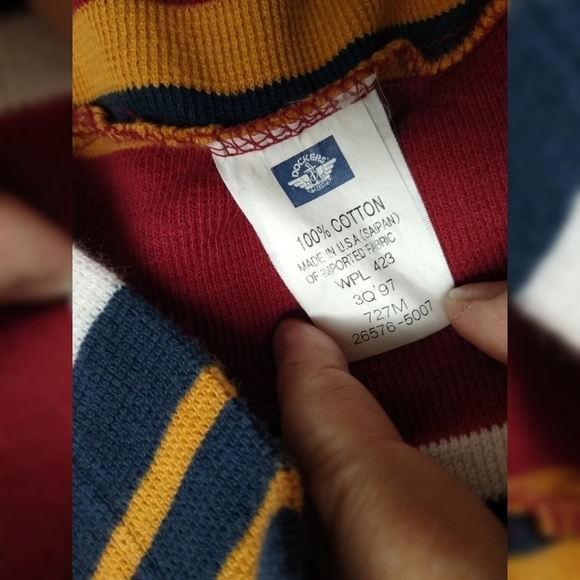 DOCKERS
100% COTTON
MADE IN U.S.A (SAIPAN)
OF IMPORTED FABRIC
WPL 423
3Q'97
727M
26576-5007